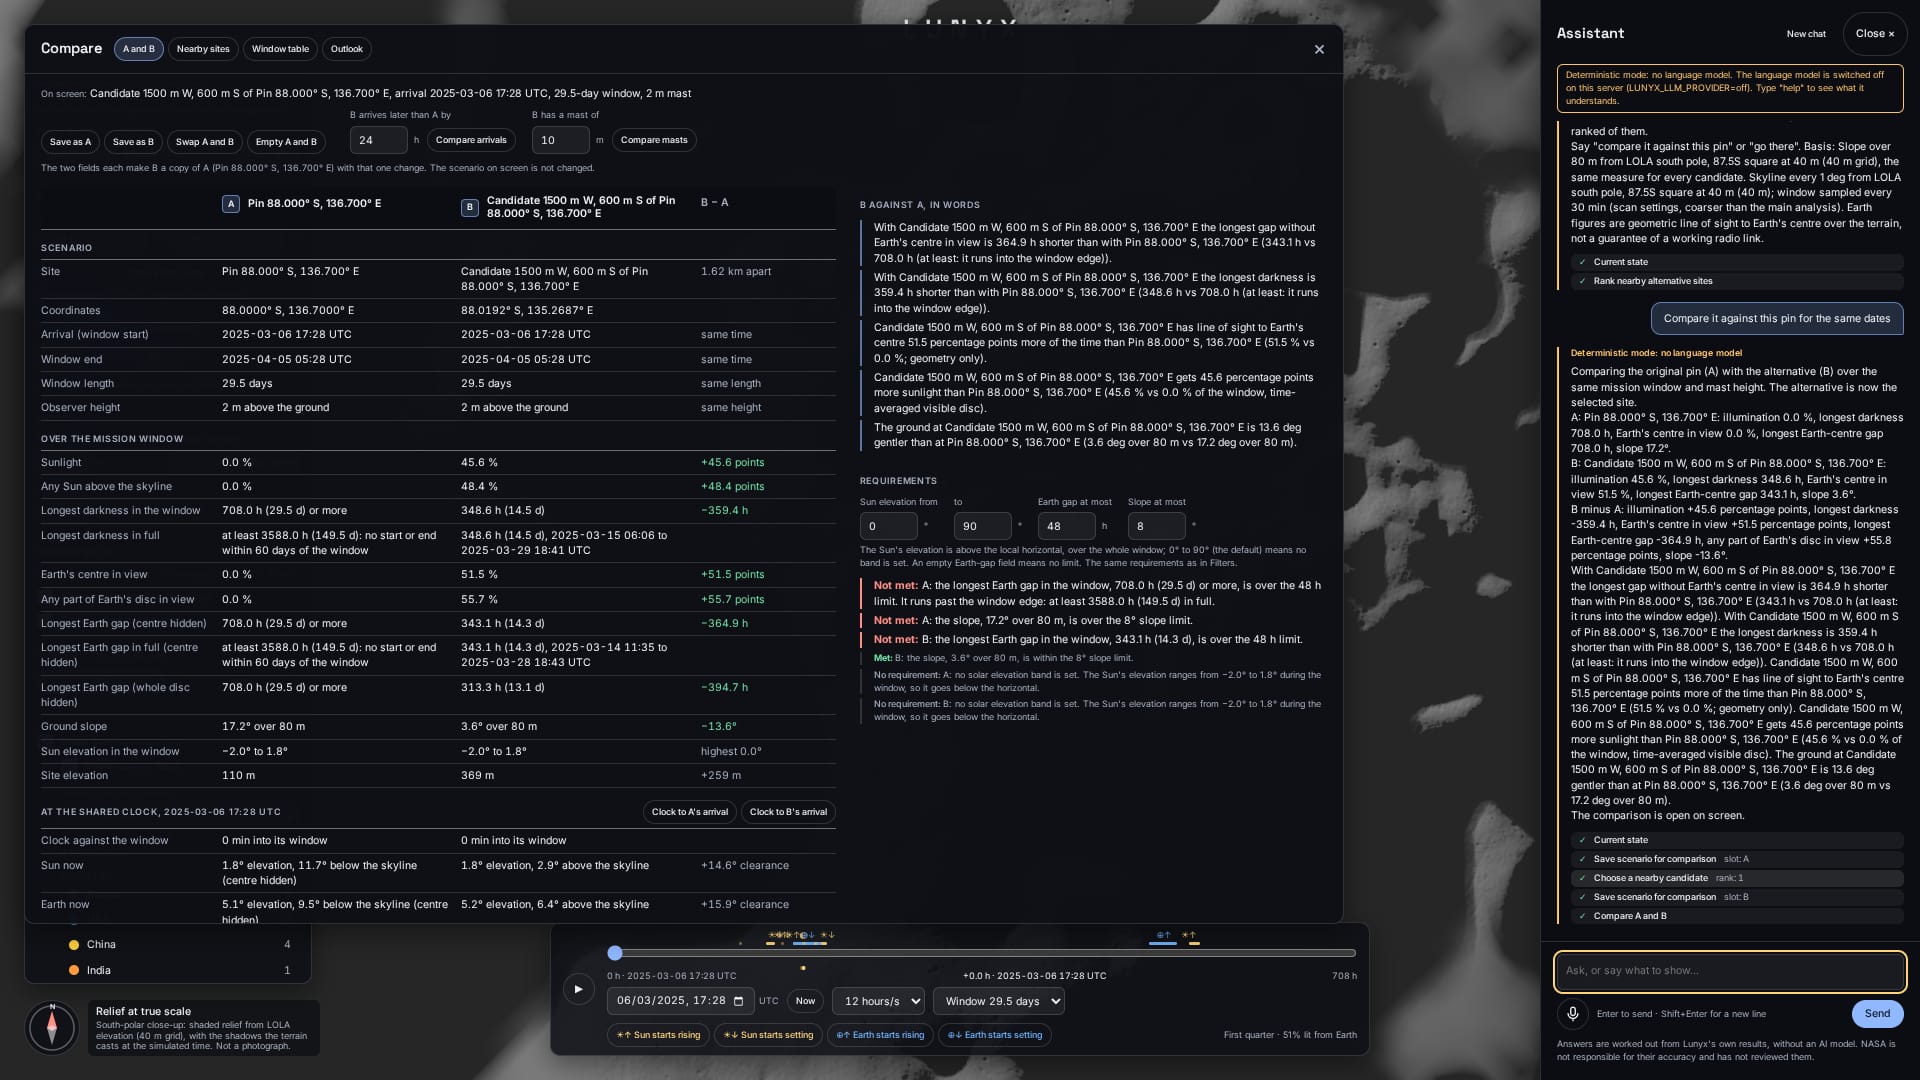 LUNYX
Compare
A and B
Nearby sites
Window table
Outlook
×
On screen: Candidate 1500 m W, 600 m S of Pin 88.000° S, 136.700° E, arrival 2025-03-06 17:28 UTC, 29.5-day window, 2 m mast
B arrives later than A by
B has a mast of
Save as A
Save as B
Swap A and B
Empty A and B
24
h
Compare arrivals
10
m
Compare masts
The two fields each make B a copy of A (Pin 88.000° S, 136.700° E) with that one change. The scenario on screen is not changed.
A Pin 88.000° S, 136.700° E
B Candidate 1500 m W, 600 m S of Pin
88.000° S, 136.700° E
B − A
SCENARIO
Site
Pin 88.000° S, 136.700° E
Candidate 1500 m W, 600 m S of Pin
88.000° S, 136.700° E
1.62 km apart
Coordinates
88.0000° S, 136.7000° E
88.0192° S, 135.2687° E
Arrival (window start)
2025-03-06 17:28 UTC
2025-03-06 17:28 UTC
same time
Window end
2025-04-05 05:28 UTC
2025-04-05 05:28 UTC
same time
Window length
29.5 days
29.5 days
same length
Observer height
2 m above the ground
2 m above the ground
same height
OVER THE MISSION WINDOW
Sunlight
0.0 %
45.6 %
+45.6 points
Any Sun above the skyline
0.0 %
48.4 %
+48.4 points
Longest darkness in the window
708.0 h (29.5 d) or more
348.6 h (14.5 d)
−359.4 h
Longest darkness in full
at least 3588.0 h (149.5 d): no start or end
within 60 days of the window
348.6 h (14.5 d), 2025-03-15 06:06 to
2025-03-29 18:41 UTC
Earth's centre in view
0.0 %
51.5 %
+51.5 points
Any part of Earth's disc in view
0.0 %
55.7 %
+55.7 points
Longest Earth gap (centre hidden)
708.0 h (29.5 d) or more
343.1 h (14.3 d)
−364.9 h
Longest Earth gap in full (centre
hidden)
at least 3588.0 h (149.5 d): no start or end
within 60 days of the window
343.1 h (14.3 d), 2025-03-14 11:35 to
2025-03-28 18:43 UTC
Longest Earth gap (whole disc
hidden)
708.0 h (29.5 d) or more
313.3 h (13.1 d)
−394.7 h
Ground slope
17.2° over 80 m
3.6° over 80 m
−13.6°
Sun elevation in the window
−2.0° to 1.8°
−2.0° to 1.8°
highest 0.0°
Site elevation
110 m
369 m
+259 m
AT THE SHARED CLOCK, 2025-03-06 17:28 UTC
Clock to A's arrival
Clock to B's arrival
Clock against the window
0 min into its window
0 min into its window
Sun now
1.8° elevation, 11.7° below the skyline
(centre hidden)
1.8° elevation, 2.9° above the skyline
+14.6° clearance
Earth now
5.1° elevation, 9.5° below the skyline (centre
hidden)
5.2° elevation, 6.4° above the skyline
+15.9° clearance
B AGAINST A, IN WORDS
With Candidate 1500 m W, 600 m S of Pin 88.000° S, 136.700° E the longest gap without
Earth's centre in view is 364.9 h shorter than with Pin 88.000° S, 136.700° E (343.1 h vs
708.0 h (at least: it runs into the window edge)).
With Candidate 1500 m W, 600 m S of Pin 88.000° S, 136.700° E the longest darkness is
359.4 h shorter than with Pin 88.000° S, 136.700° E (348.6 h vs 708.0 h (at least: it runs
into the window edge)).
Candidate 1500 m W, 600 m S of Pin 88.000° S, 136.700° E has line of sight to Earth's
centre 51.5 percentage points more of the time than Pin 88.000° S, 136.700° E (51.5 % vs
0.0 %; geometry only).
Candidate 1500 m W, 600 m S of Pin 88.000° S, 136.700° E gets 45.6 percentage points
more sunlight than Pin 88.000° S, 136.700° E (45.6 % vs 0.0 % of the window, time-
averaged visible disc).
The ground at Candidate 1500 m W, 600 m S of Pin 88.000° S, 136.700° E is 13.6 deg
gentler than at Pin 88.000° S, 136.700° E (3.6 deg over 80 m vs 17.2 deg over 80 m).
REQUIREMENTS
Sun elevation from
to
Earth gap at most
Slope at most
0
°
90
°
48
h
8
°
The Sun's elevation is above the local horizontal, over the whole window; 0° to 90° (the default) means no
band is set. An empty Earth-gap field means no limit. The same requirements as in Filters.
Not met: A: the longest Earth gap in the window, 708.0 h (29.5 d) or more, is over the 48 h
limit. It runs past the window edge: at least 3588.0 h (149.5 d) in full.
Not met: A: the slope, 17.2° over 80 m, is over the 8° slope limit.
Not met: B: the longest Earth gap in the window, 343.1 h (14.3 d), is over the 48 h limit.
Met: B: the slope, 3.6° over 80 m, is within the 8° slope limit.
No requirement: A: no solar elevation band is set. The Sun's elevation ranges from −2.0° to 1.8° during the
window, so it goes below the horizontal.
No requirement: B: no solar elevation band is set. The Sun's elevation ranges from −2.0° to 1.8° during the
window, so it goes below the horizontal.
China
4
India
1
N
Relief at true scale
South-polar close-up: shaded relief from LOLA
elevation (40 m grid), with the shadows the terrain
casts at the simulated time. Not a photograph.
0 h · 2025-03-06 17:28 UTC
+0.0 h · 2025-03-06 17:28 UTC
708 h
06/03/2025, 17:28
UTC
Now
12 hours/s
Window 29.5 days
☀↑ Sun starts rising
☀↓ Sun starts setting
⊕↑ Earth starts rising
⊕↓ Earth starts setting
First quarter · 51% lit from Earth
Assistant
New chat
Close ×
Deterministic mode: no language model. The language model is switched off
on this server (LUNYX_LLM_PROVIDER=off). Type "help" to see what it
understands.
ranked of them.
Say "compare it against this pin" or "go there". Basis: Slope over
80 m from LOLA south pole, 87.5S square at 40 m (40 m grid), the
same measure for every candidate. Skyline every 1 deg from LOLA
south pole, 87.5S square at 40 m (40 m); window sampled every
30 min (scan settings, coarser than the main analysis). Earth
figures are geometric line of sight to Earth's centre over the terrain,
not a guarantee of a working radio link.
✓ Current state
✓ Rank nearby alternative sites
Compare it against this pin for the same dates
Deterministic mode: no language model
Comparing the original pin (A) with the alternative (B) over the
same mission window and mast height. The alternative is now the
selected site.
A: Pin 88.000° S, 136.700° E: illumination 0.0 %, longest darkness
708.0 h, Earth's centre in view 0.0 %, longest Earth-centre gap
708.0 h, slope 17.2°.
B: Candidate 1500 m W, 600 m S of Pin 88.000° S, 136.700° E:
illumination 45.6 %, longest darkness 348.6 h, Earth's centre in
view 51.5 %, longest Earth-centre gap 343.1 h, slope 3.6°.
B minus A: illumination +45.6 percentage points, longest darkness
-359.4 h, Earth's centre in view +51.5 percentage points, longest
Earth-centre gap -364.9 h, any part of Earth's disc in view +55.8
percentage points, slope -13.6°.
With Candidate 1500 m W, 600 m S of Pin 88.000° S, 136.700° E
the longest gap without Earth's centre in view is 364.9 h shorter
than with Pin 88.000° S, 136.700° E (343.1 h vs 708.0 h (at least:
it runs into the window edge)). With Candidate 1500 m W, 600 m S
of Pin 88.000° S, 136.700° E the longest darkness is 359.4 h
shorter than with Pin 88.000° S, 136.700° E (348.6 h vs 708.0 h
(at least: it runs into the window edge)). Candidate 1500 m W, 600
m S of Pin 88.000° S, 136.700° E has line of sight to Earth's centre
51.5 percentage points more of the time than Pin 88.000° S,
136.700° E (51.5 % vs 0.0 %; geometry only). Candidate 1500 m W,
600 m S of Pin 88.000° S, 136.700° E gets 45.6 percentage points
more sunlight than Pin 88.000° S, 136.700° E (45.6 % vs 0.0 % of
the window, time-averaged visible disc). The ground at Candidate
1500 m W, 600 m S of Pin 88.000° S, 136.700° E is 13.6 deg
gentler than at Pin 88.000° S, 136.700° E (3.6 deg over 80 m vs
17.2 deg over 80 m).
The comparison is open on screen.
✓ Current state
✓ Save scenario for comparison slot: A
✓ Choose a nearby candidate rank: 1
✓ Save scenario for comparison slot: B
✓ Compare A and B
Ask, or say what to show...
Enter to send · Shift+Enter for a new line
Send
Answers are worked out from Lunyx's own results, without an AI model. NASA is
not responsible for their accuracy and has not reviewed them.